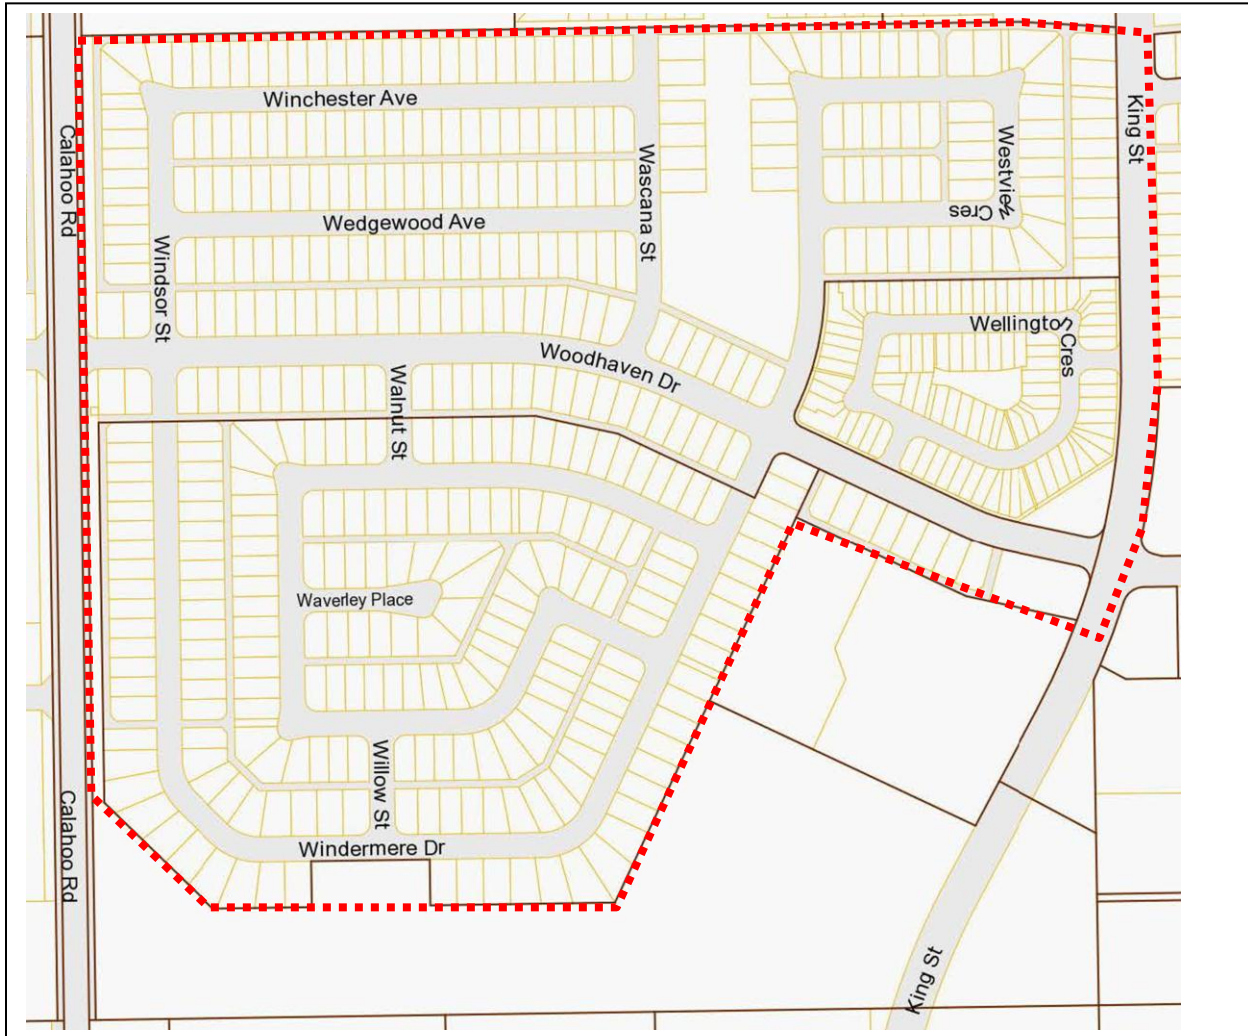 Winchester Ave
King St
Calahoo Rd
Wascana St
Westview
Cres
Wedgewood Ave
Windsor St
Wellington
Cres
Woodhaven Dr
Walnut St
Waverley Place
Willow St
Calahoo Rd
Windermere Dr
King St